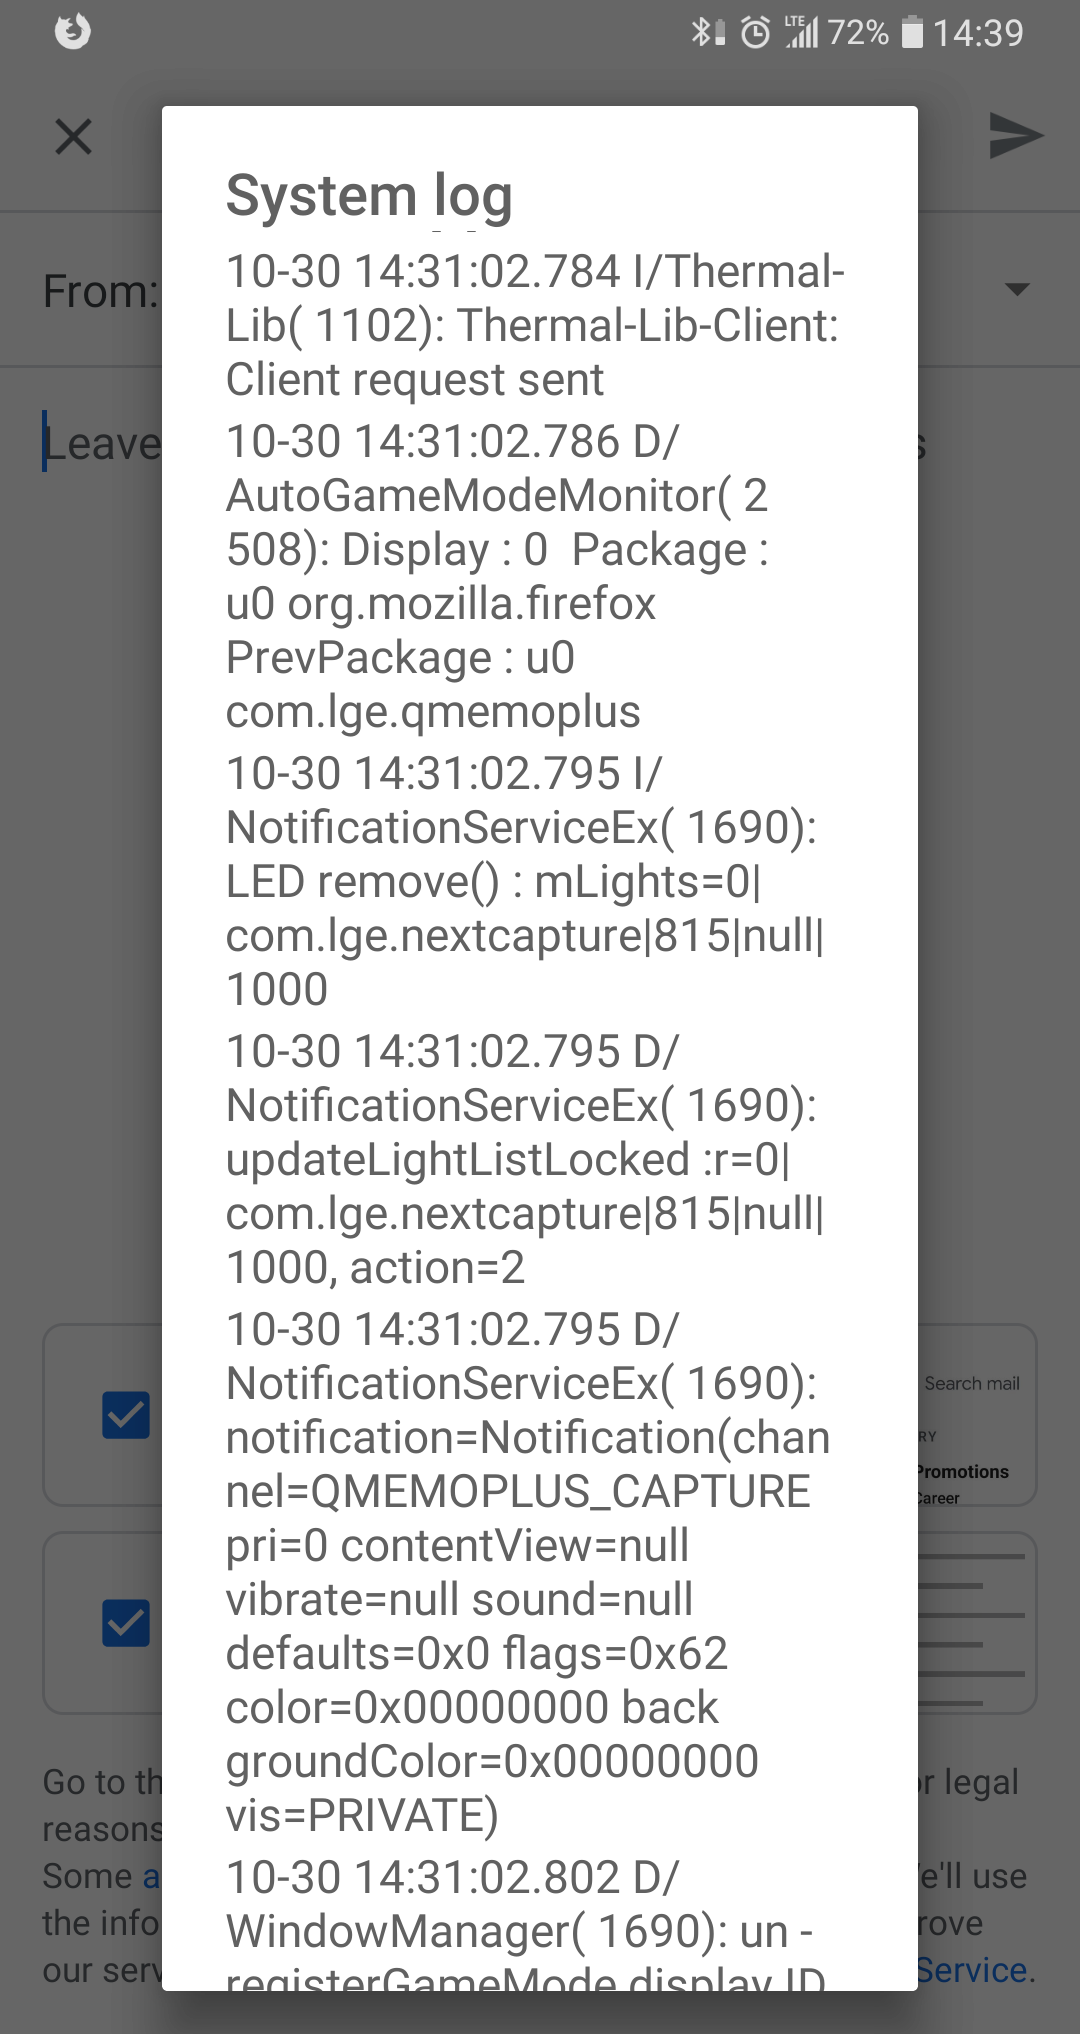 LTE 72% 14:39
System log
10-30 14:31:02.784 I/Thermal-
Lib( 1102): Thermal-Lib-Client:
Client request sent
10-30 14:31:02.786 D/
AutoGameModeMonitor( 2
508): Display : 0  Package :
u0 org.mozilla.firefox
PrevPackage : u0
com.lge.qmemoplus
10-30 14:31:02.795 I/
NotificationServiceEx( 1690):
LED remove() : mLights=0|
com.lge.nextcapture|815|null|
1000
10-30 14:31:02.795 D/
NotificationServiceEx( 1690):
updateLightListLocked :r=0|
com.lge.nextcapture|815|null|
1000, action=2
10-30 14:31:02.795 D/
NotificationServiceEx( 1690):
notification=Notification(chan
nel=QMEMOPLUS_CAPTURE
pri=0 contentView=null
vibrate=null sound=null
defaults=0x0 flags=0x62
color=0x00000000 back
groundColor=0x00000000
vis=PRIVATE)
10-30 14:31:02.802 D/
WindowManager( 1690): un -
registerGameMode display ID
From:
Leave
Search mail
Promotions
Career
Go to
legal
reasons
Some
'll use
the info
our
Service.